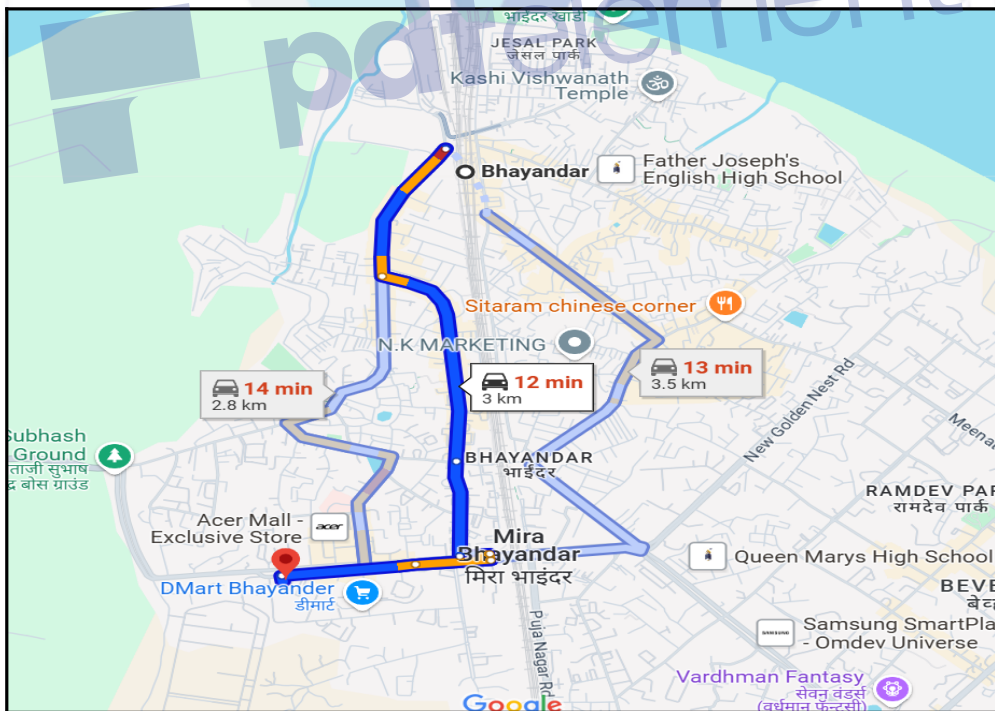 भाईंदर खाडी
JESAL PARK
जेसल पार्क
Kashi Vishwanath
Temple
Bhayandar
Father Joseph's
English High School
Sitaram chinese corner
N.K MARKETING
14 min
2.8 km
12 min
3 km
13 min
3.5 km
New Golden Nest Rd
Meena
Subhash
Ground
ताजी सुभाष
द्र बोस ग्राउंड
BHAYANDAR
भाईंदर
RAMDEV PAR
रामदेव पार्क
Acer Mall -
Exclusive Store
acer
Mira
Bhayandar
मिरा भाइंदर
Queen Marys High School
DMart Bhayander
डीमार्ट
BEVE
Puja Nagar Rd
SAMSUNG
Samsung SmartPla
- Omdev Universe
Vardhman Fantasy
सेवन वंडर्स
(वर्धमान फॅन्टसी)
Google
pdfelement